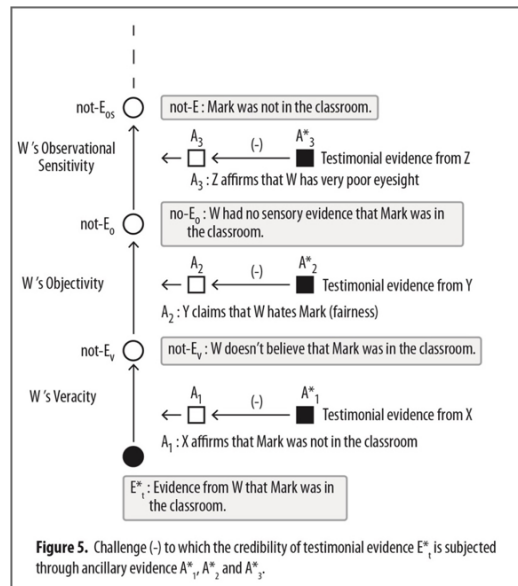 not-Eos
not-E : Mark was not in the classroom.
W 's Observational
Sensitivity
A3
(-)
A*3
Testimonial evidence from Z
A3 : Z affirms that W has very poor eyesight
not-Eo
no-Eo : W had no sensory evidence that Mark was in
the classroom.
W 's Objectivity
A2
(-)
A*2
Testimonial evidence from Y
A2 : Y claims that W hates Mark (fairness)
not-Ev
not-Ev : W doesn't believe that Mark was in the classroom.
W 's Veracity
A1
(-)
A*1
Testimonial evidence from X
A1 : X affirms that Mark was not in the classroom
E*t : Evidence from W that Mark was in
the classroom.
Figure 5. Challenge (-) to which the credibility of testimonial evidence E*t is subjected
through ancillary evidence A*1, A*2 and A*3.